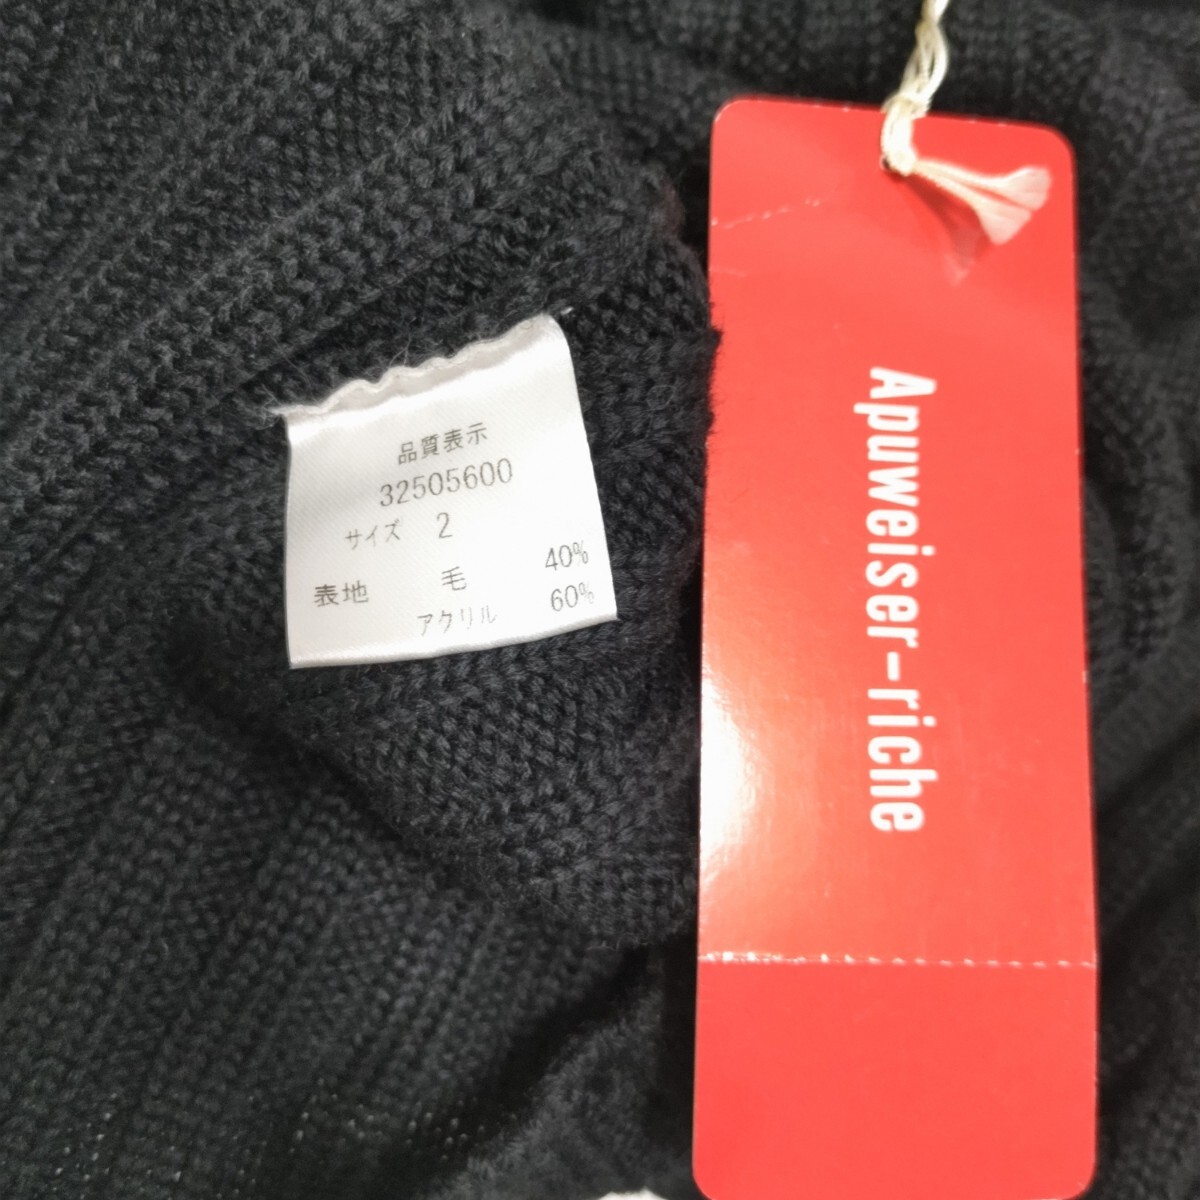 品質表示
32505600
サイズ 2
表地 毛 40%
アクリル 60%
Apuweiser-riche